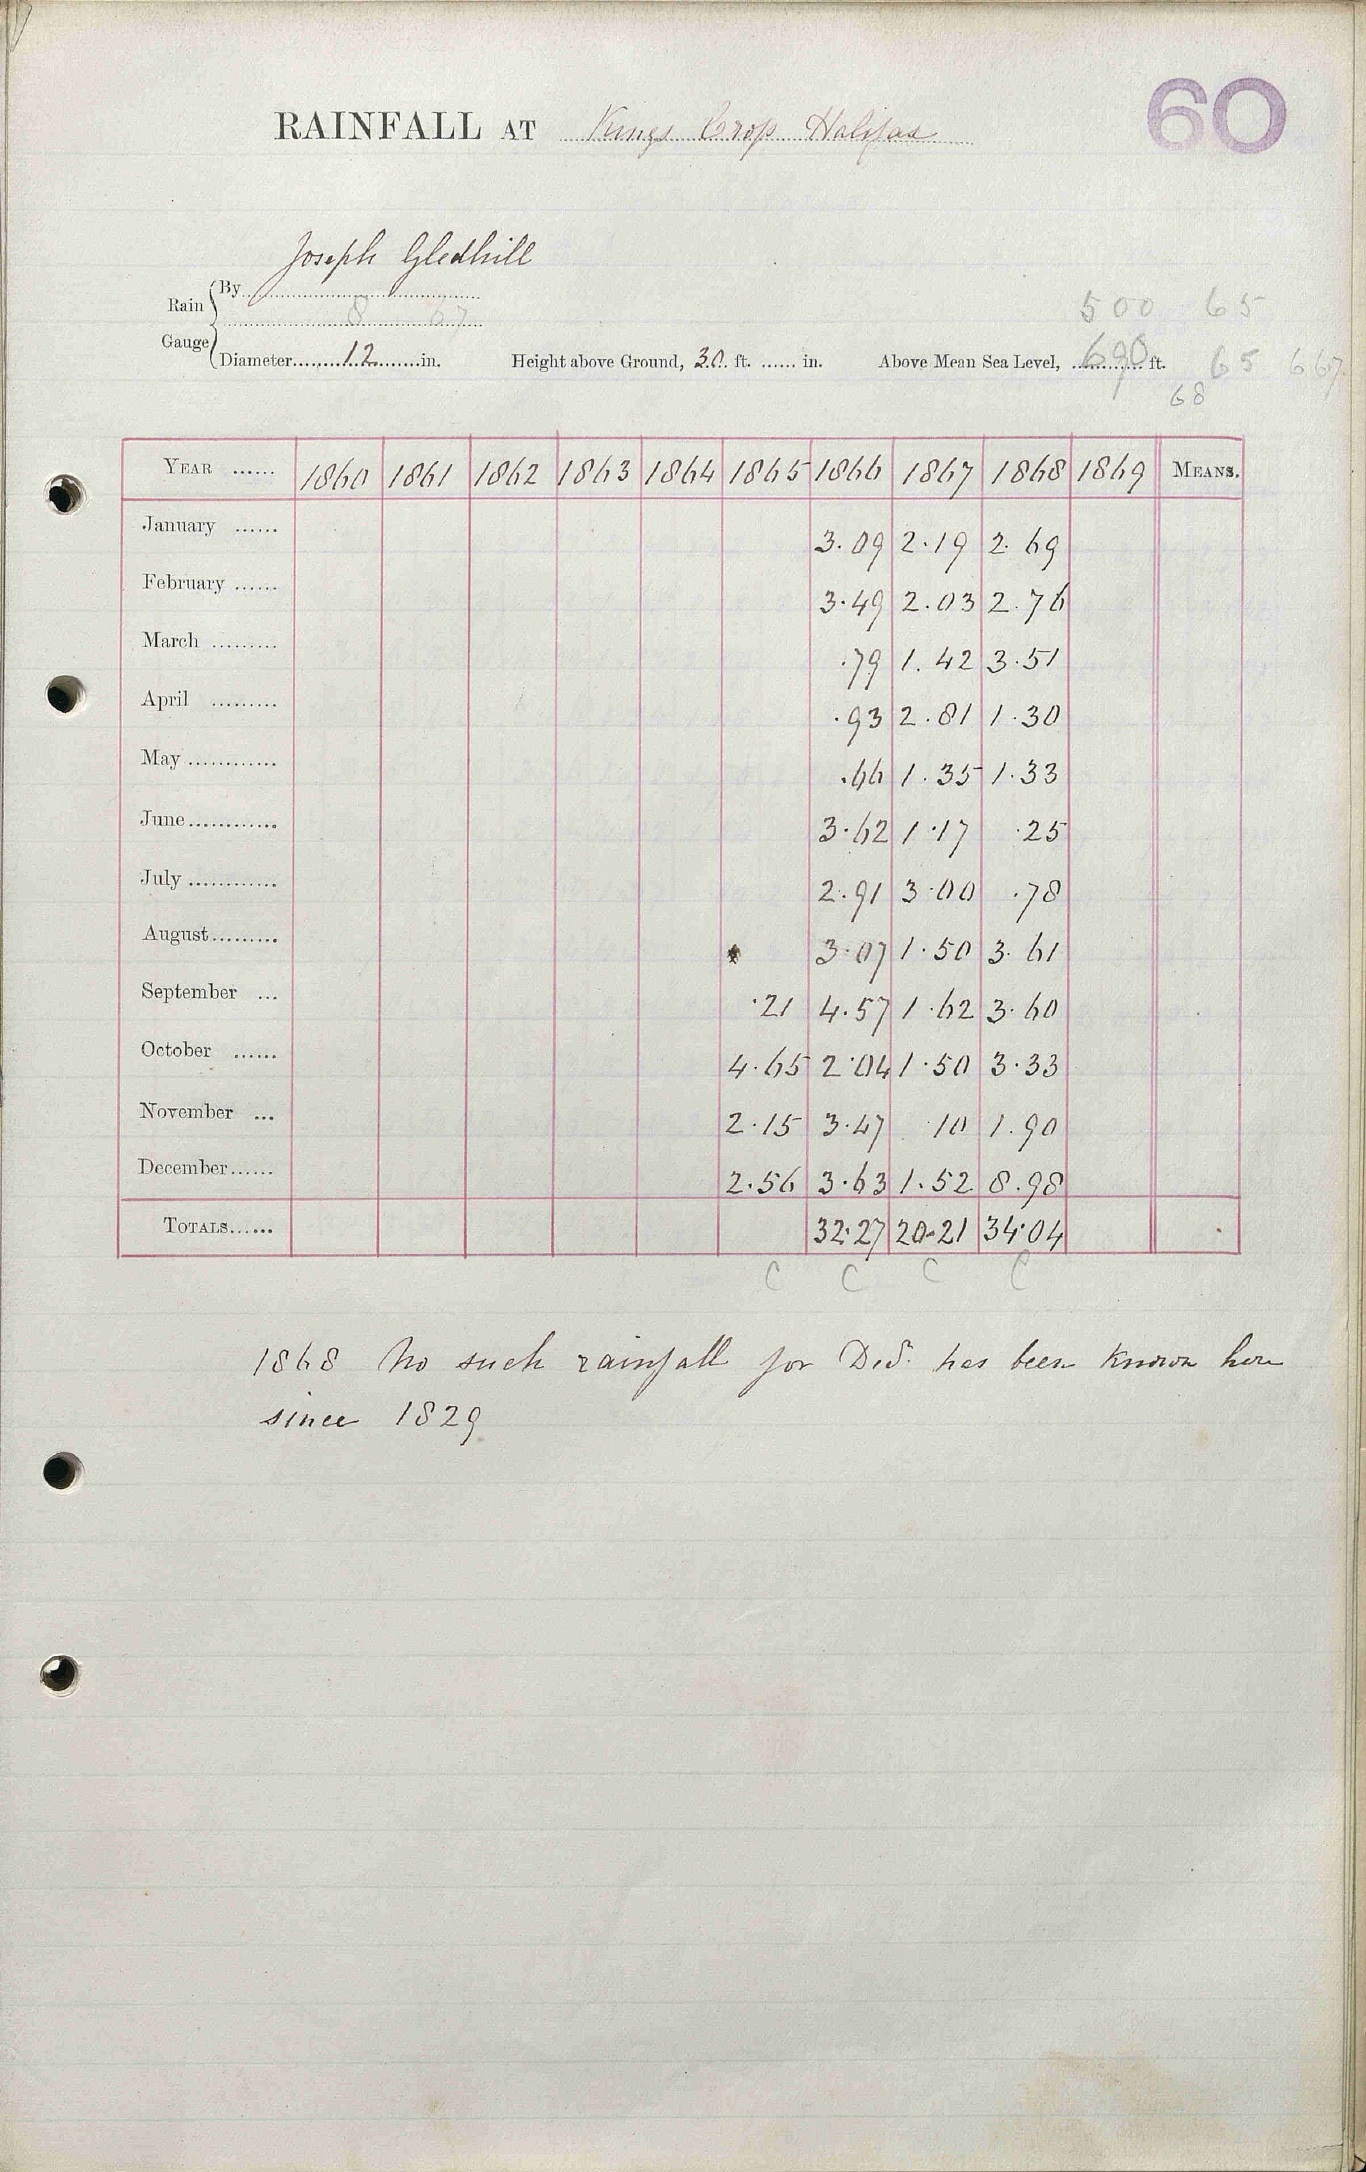 60
RAINFALL AT Kings Cross Halifax
Joseph Gledhill
Rain Gauge
By
8 67
500 65
Diameter 12 in. Height above Ground, 30 ft. in. Above Mean Sea Level, 690 ft. 65 667
68
YEAR 1860 1861 1862 1863 1864 1865 1866 1867 1868 1869 MEANS.
January 3.09 2.19 2.69
February 3.49 2.03 2.76
March .79 1.42 3.51
April .93 2.81 1.30
May .66 1.35 1.33
June 3.62 1.17 .25
July 2.91 3.00 .78
August 3.07 1.50 3.61
September .21 4.57 1.62 3.60
October 4.65 2.04 1.50 3.33
November 2.15 3.47 .10 1.90
December 2.56 3.63 1.52 8.98
TOTALS 32.27 20.21 34.04
C C C C
1868 No such rainfall for Decr. has been known here
since 1829